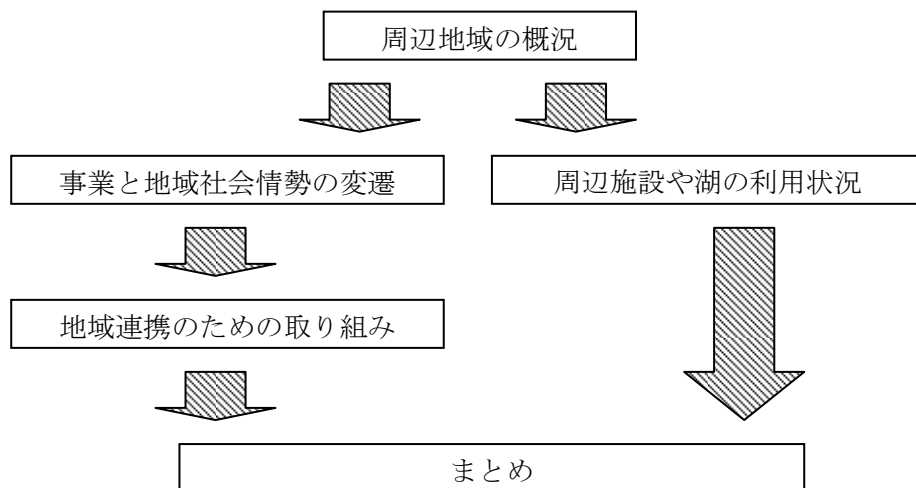 周辺地域の概況
事業と地域社会情勢の変遷
周辺施設や湖の利用状況
地域連携のための取り組み
まとめ